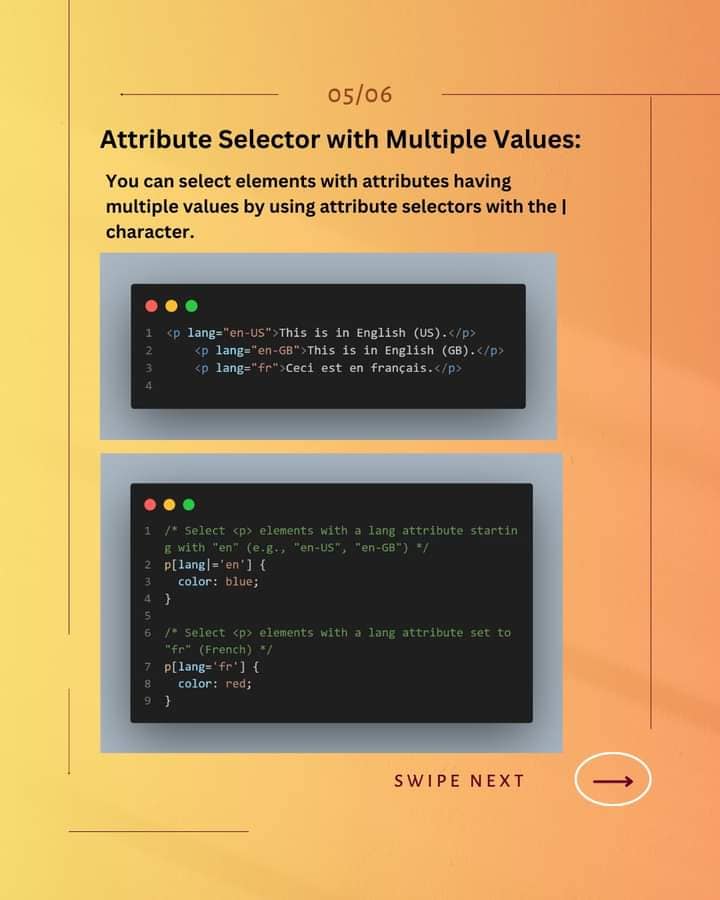 05/06
Attribute Selector with Multiple Values:
You can select elements with attributes having
multiple values by using attribute selectors with the |
character.
1 <p lang="en-US">This is in English (US).</p>
2     <p lang="en-GB">This is in English (GB).</p>
3     <p lang="fr">Ceci est en français.</p>
4
1 /* Select <p> elements with a lang attribute startin
g with "en" (e.g., "en-US", "en-GB") */
2 p[lang|='en'] {
3   color: blue;
4 }
5
6 /* Select <p> elements with a lang attribute set to
"fr" (French) */
7 p[lang='fr'] {
8   color: red;
9 }
SWIPE NEXT